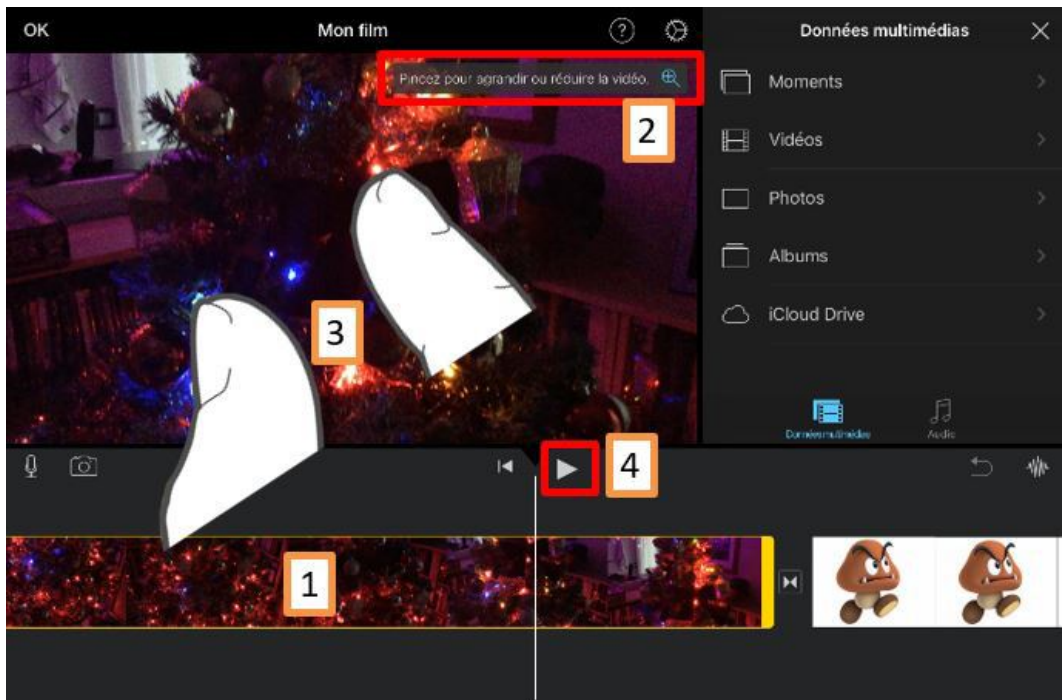 OK
Mon film
?
Données multimédias
Pincez pour agrandir ou réduire la vidéo.
2
Moments
Vidéos
Photos
Albums
iCloud Drive
3
Données multimédias
Audio
4
1